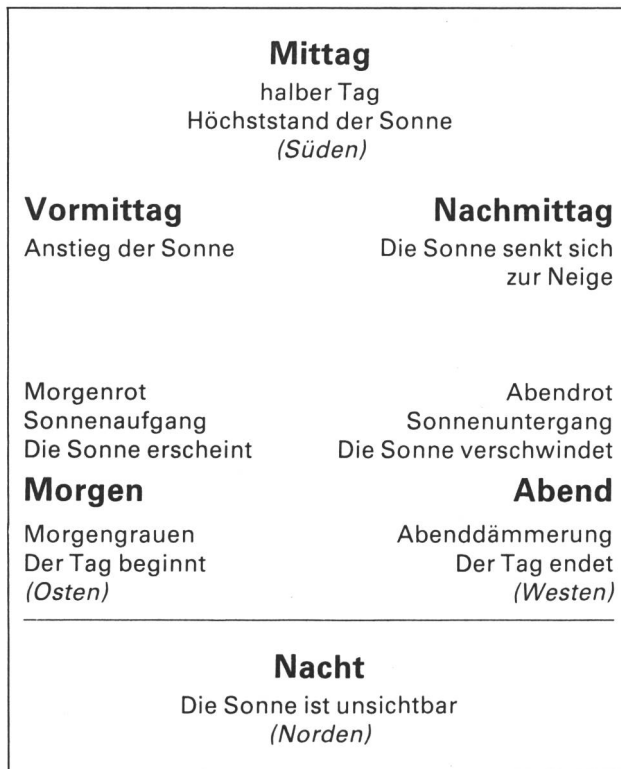 Mittag
halber Tag
Höchststand der Sonne
(Süden)
Vormittag
Anstieg der Sonne
Nachmittag
Die Sonne senkt sich
zur Neige
Morgenrot
Sonnenaufgang
Die Sonne erscheint
Morgen
Morgengrauen
Der Tag beginnt
(Osten)
Abendrot
Sonnenuntergang
Die Sonne verschwindet
Abend
Abenddämmerung
Der Tag endet
(Westen)
Nacht
Die Sonne ist unsichtbar
(Norden)